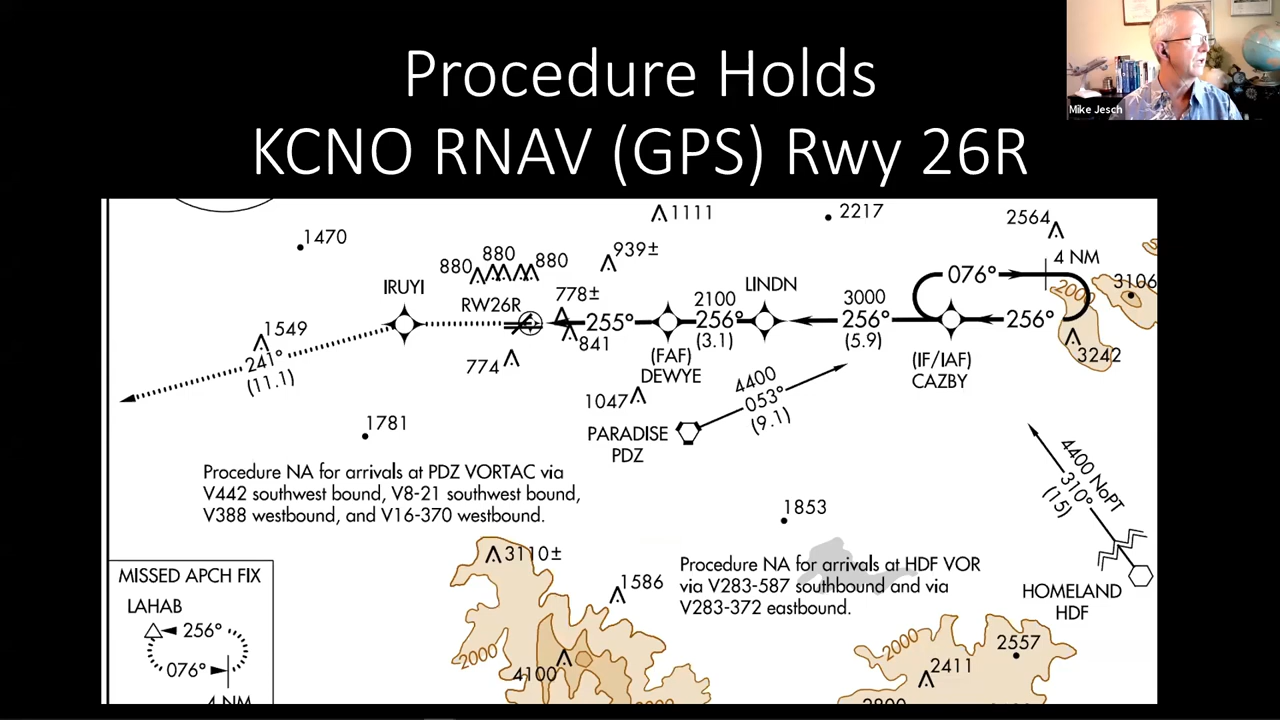 Procedure Holds
KCNO RNAV (GPS) Rwy 26R
Mike Jesch
1111
2217
2564
1470
880
880
880
939±
4 NM
076°
3106
2000
IRUYI
RW26R
778±
LINDN
2100
3000
255°
256°
256°
256°
(3.1)
(5.9)
1549
841
3242
241°
(11.1)
774
(FAF)
DEWYE
(IF/IAF)
CAZBY
1047
4400
053°
(9.1)
1781
PARADISE
PDZ
4400 NoPT
310°
(15)
Procedure NA for arrivals at PDZ VORTAC via
V442 southwest bound, V8-21 southwest bound,
V388 westbound, and V16-370 westbound.
1853
3110±
1586
Procedure NA for arrivals at HDF VOR
via V283-587 southbound and via
V283-372 eastbound.
HOMELAND
HDF
MISSED APCH FIX
LAHAB
256°
076°
4 NM
2000
4100
2000
2557
2411